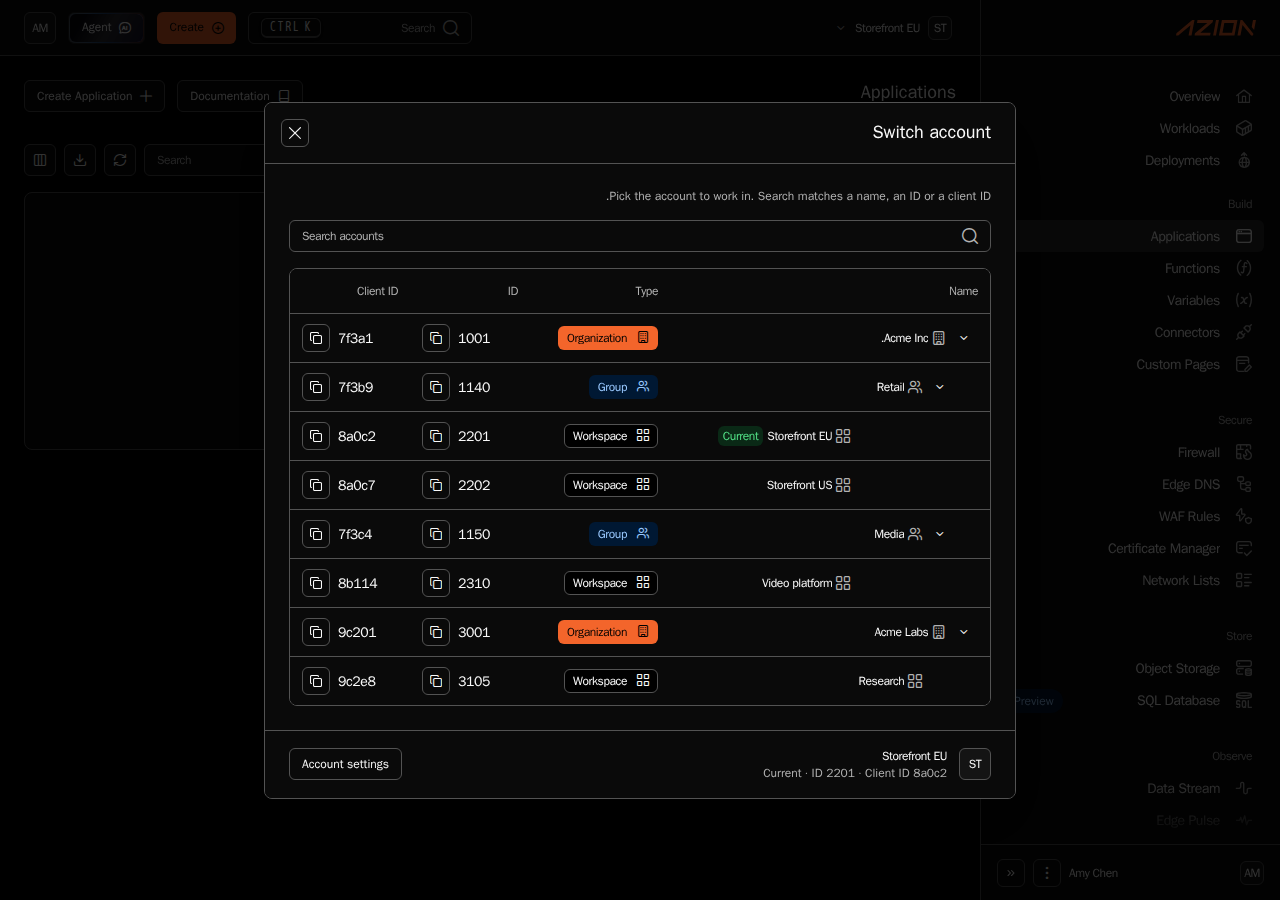 AM
Agent
Create
CTRL K
Search
Storefront EU
ST
AZION
Create Application
Documentation
Applications
Search
Overview
Workloads
Deployments
Build
Applications
Functions
Variables
Connectors
Custom Pages
Secure
Firewall
Edge DNS
WAF Rules
Certificate Manager
Network Lists
Store
Object Storage
SQL Database
Preview
Observe
Data Stream
Edge Pulse
Amy Chen
AM
Switch account
.Pick the account to work in. Search matches a name, an ID or a client ID
Search accounts
Client ID ID Type Name
7f3a1 1001 Organization .Acme Inc
7f3b9 1140 Group Retail
8a0c2 2201 Workspace Current Storefront EU
8a0c7 2202 Workspace Storefront US
7f3c4 1150 Group Media
8b114 2310 Workspace Video platform
9c201 3001 Organization Acme Labs
9c2e8 3105 Workspace Research
Account settings
Storefront EU
Current · ID 2201 · Client ID 8a0c2
ST